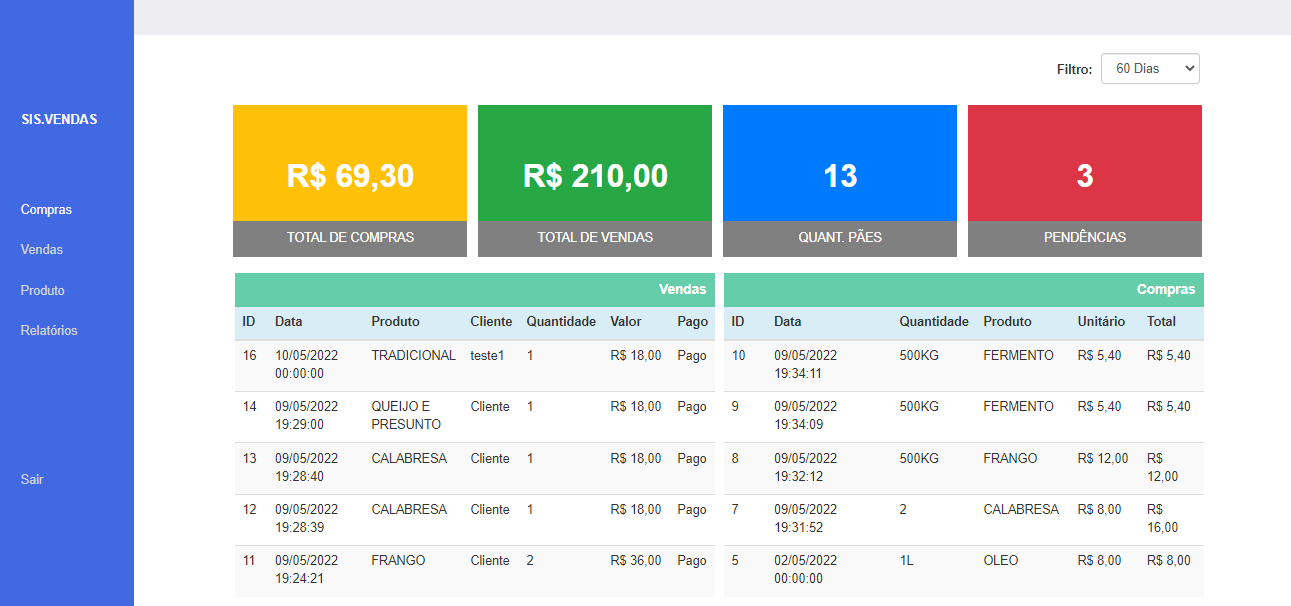 Filtro: 60 Dias
SIS.VENDAS
Compras
Vendas
Produto
Relatórios
Sair
R$ 69,30
TOTAL DE COMPRAS
R$ 210,00
TOTAL DE VENDAS
13
QUANT. PÃES
3
PENDÊNCIAS
Vendas
ID Data Produto Cliente Quantidade Valor Pago
16 10/05/2022 TRADICIONAL teste1 1 R$ 18,00 Pago
00:00:00
14 09/05/2022 QUEIJO E Cliente 1 R$ 18,00 Pago
19:29:00 PRESUNTO
13 09/05/2022 CALABRESA Cliente 1 R$ 18,00 Pago
19:28:40
12 09/05/2022 CALABRESA Cliente 1 R$ 18,00 Pago
19:28:39
11 09/05/2022 FRANGO Cliente 2 R$ 36,00 Pago
19:24:21
Compras
ID Data Quantidade Produto Unitário Total
10 09/05/2022 500KG FERMENTO R$ 5,40 R$ 5,40
19:34:11
9 09/05/2022 500KG FERMENTO R$ 5,40 R$ 5,40
19:34:09
8 09/05/2022 500KG FRANGO R$ 12,00 R$
19:32:12 12,00
7 09/05/2022 2 CALABRESA R$ 8,00 R$
19:31:52 16,00
5 02/05/2022 1L OLEO R$ 8,00 R$ 8,00
00:00:00